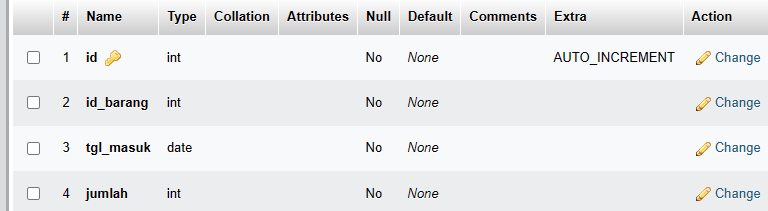 # Name Type Collation Attributes Null Default Comments Extra Action
1 id int No None AUTO_INCREMENT Change
2 id_barang int No None Change
3 tgl_masuk date No None Change
4 jumlah int No None Change